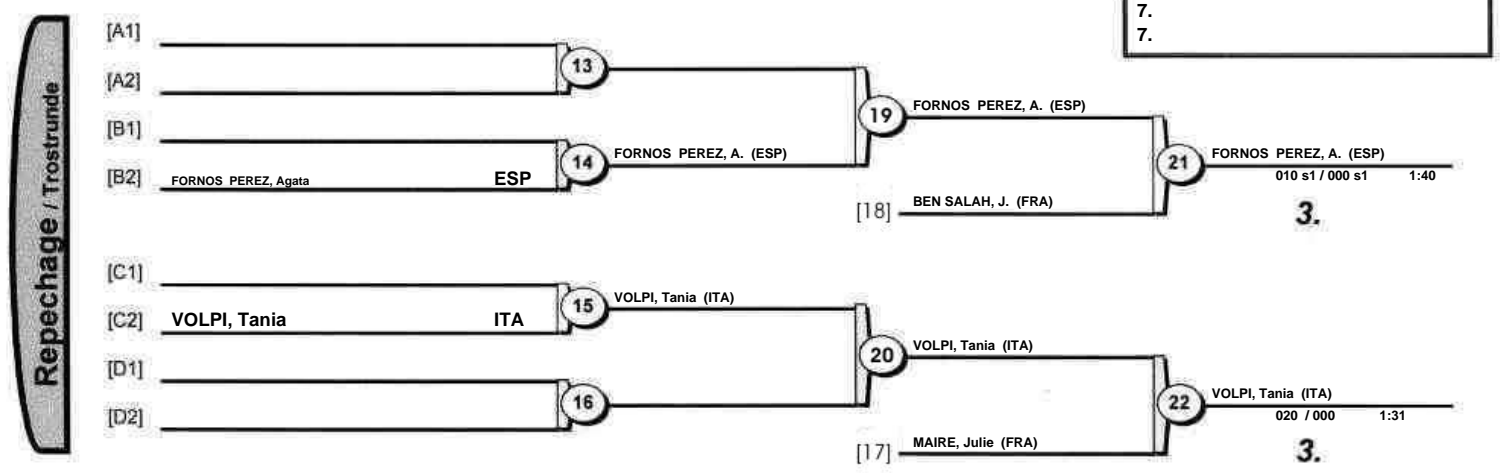 7.
7.
Repechage / Trostrunde
[A1]
13
[A2]
19
FORNOS PEREZ, A. (ESP)
[B1]
14
FORNOS PEREZ, A. (ESP)
21
FORNOS PEREZ, A. (ESP)
[B2]
FORNOS PEREZ, Agata
ESP
010 s1 / 000 s1
1:40
[18]
BEN SALAH, J. (FRA)
3.
[C1]
15
VOLPI, Tania (ITA)
[C2]
VOLPI, Tania
ITA
20
VOLPI, Tania (ITA)
[D1]
16
22
VOLPI, Tania (ITA)
[D2]
020 / 000
1:31
[17]
MAIRE, Julie (FRA)
3.